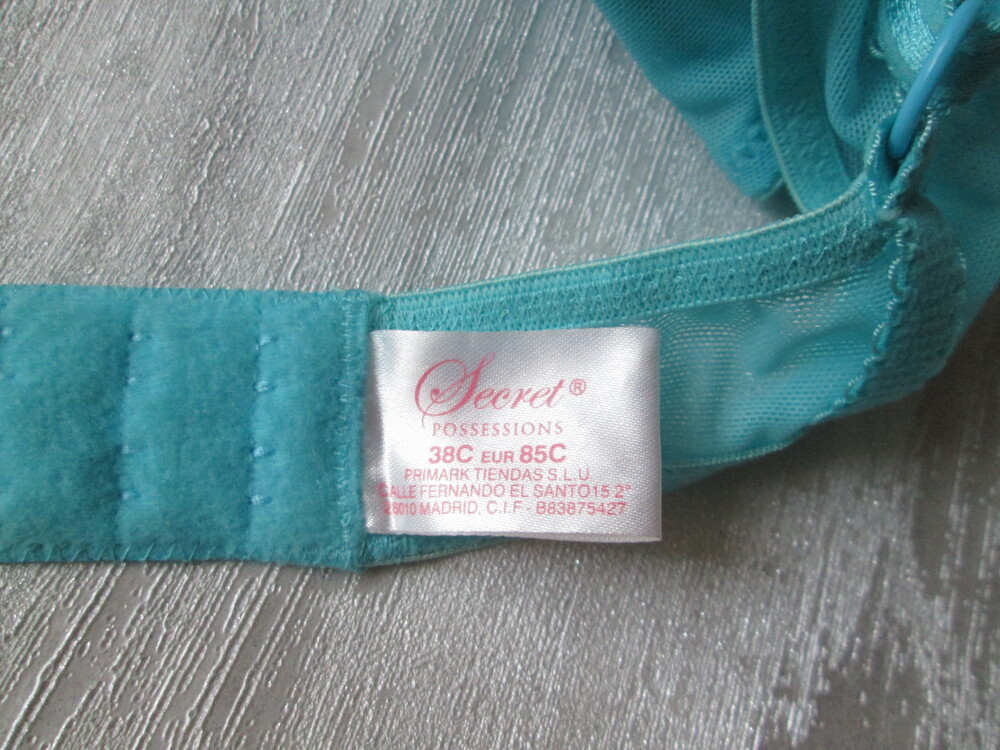 Secret®
POSSESSIONS
38C EUR 85C
PRIMARK TIENDAS S.L.U
CALLE FERNANDO EL SANTO15 2°
28010 MADRID. C.I.F - B83875427